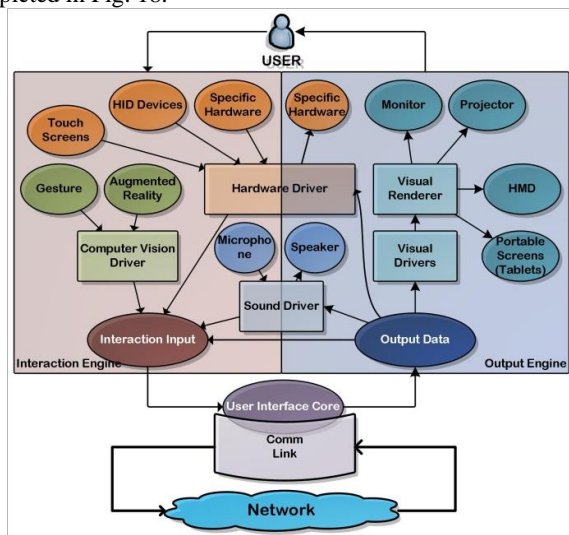 USER
HID Devices
Specific
Hardware
Specific
Hardware
Monitor
Projector
Touch
Screens
Gesture
Augmented
Reality
Hardware Driver
Visual
Renderer
HMD
Computer Vision
Driver
Micropho
ne
Speaker
Visual
Drivers
Portable
Screens
(Tablets)
Sound Driver
Interaction Input
Output Data
Interaction Engine
Output Engine
User Interface Core
Comm
Link
Network